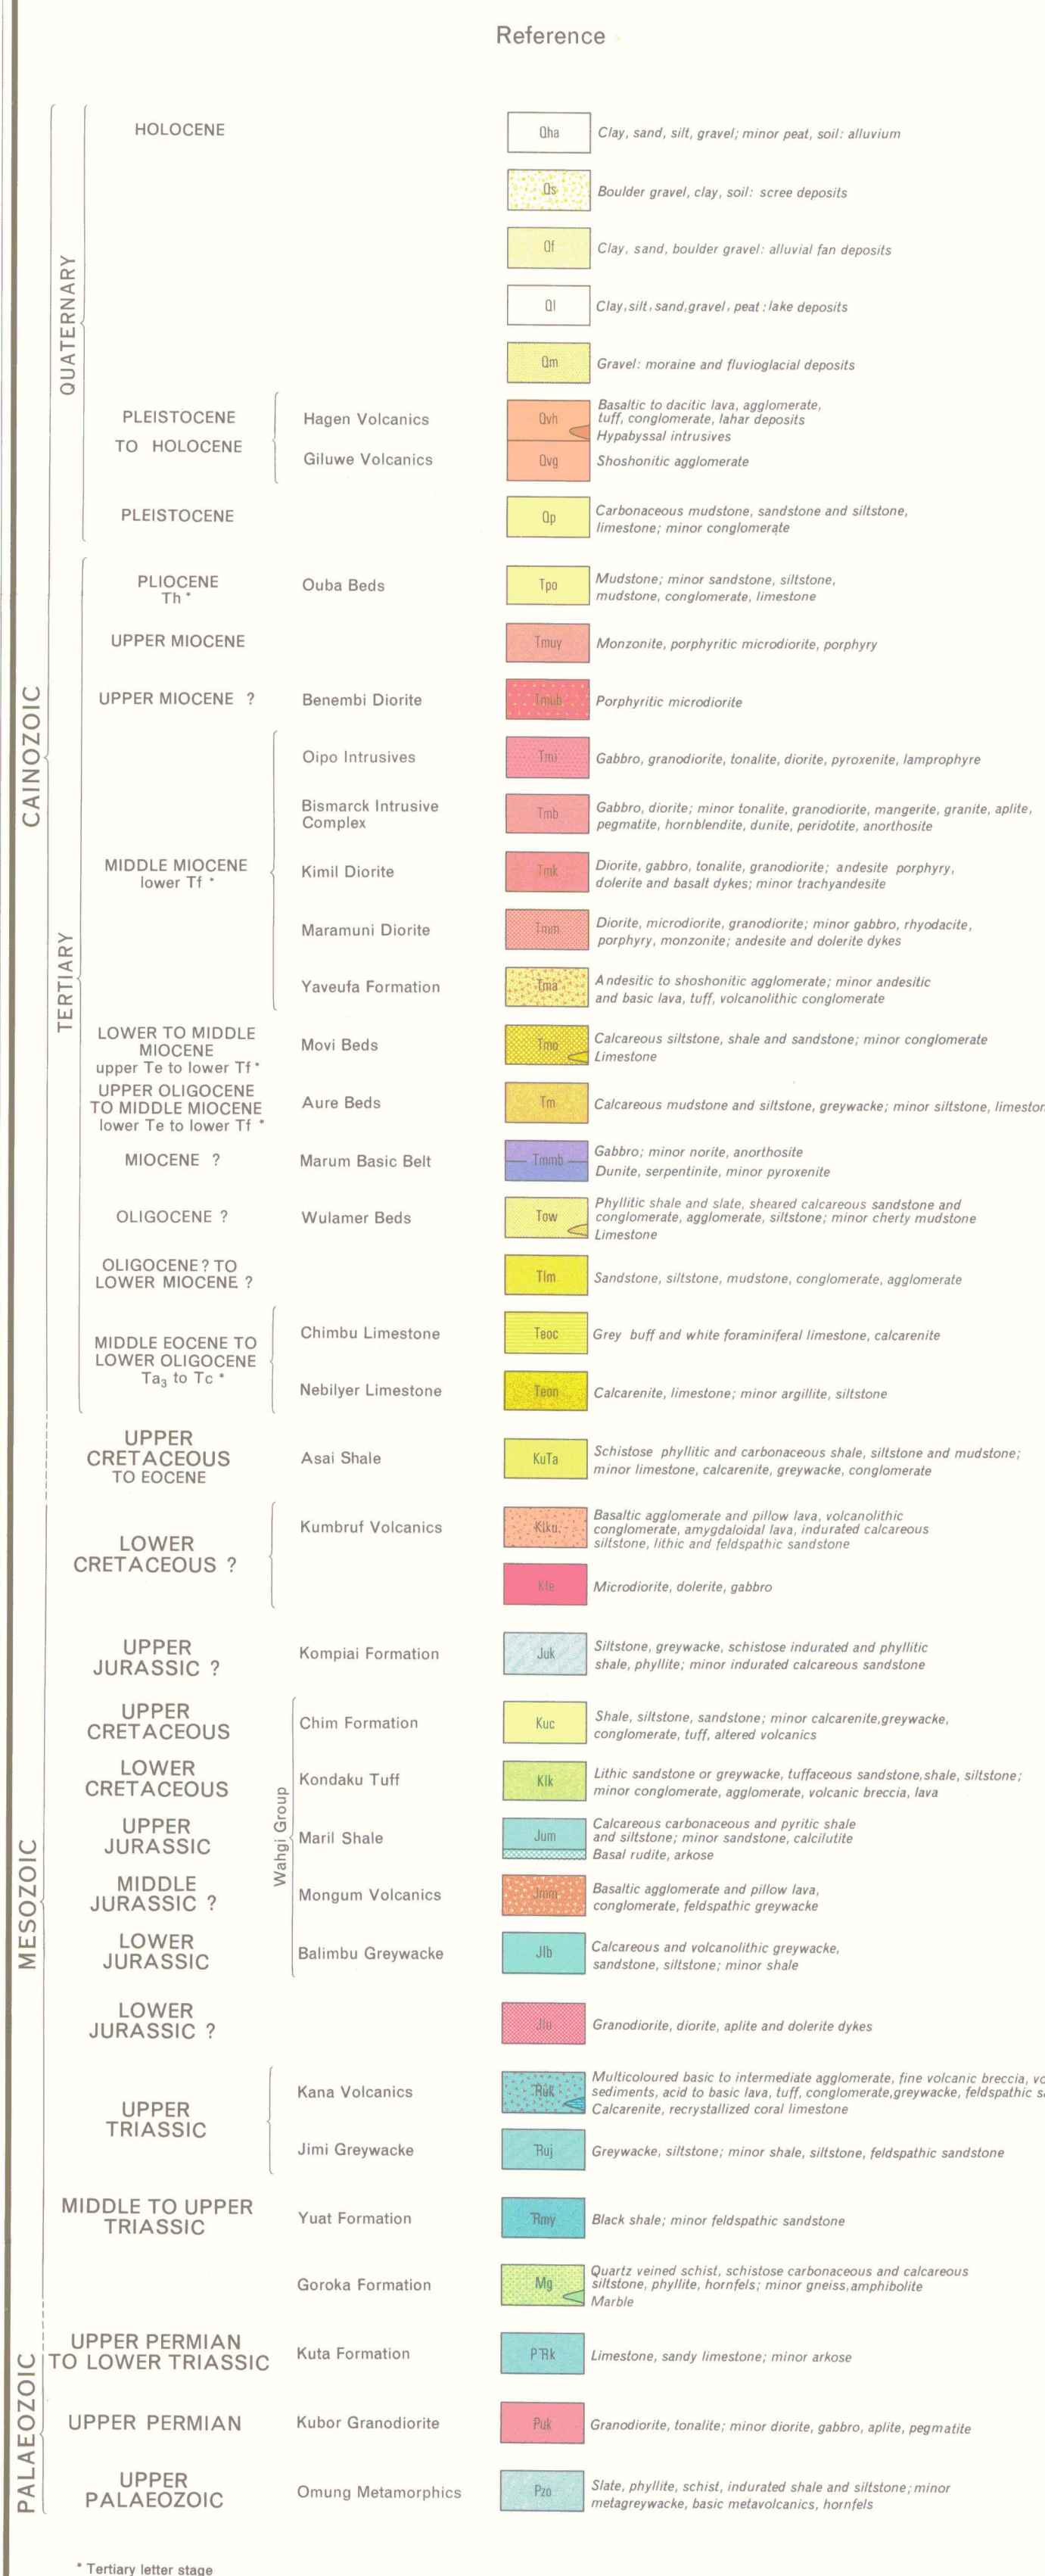 Reference
CAINOZOIC
QUATERNARY
HOLOCENE
Qha
Clay, sand, silt, gravel; minor peat, soil: alluvium
Qs
Boulder gravel, clay, soil: scree deposits
Qf
Clay, sand, boulder gravel: alluvial fan deposits
Ql
Clay, silt, sand, gravel, peat : lake deposits
Qm
Gravel: moraine and fluvioglacial deposits
PLEISTOCENE
TO HOLOCENE
Hagen Volcanics
Qvh
Basaltic to dacitic lava, agglomerate,
tuff, conglomerate, lahar deposits
Hypabyssal intrusives
Giluwe Volcanics
Qvg
Shoshonitic agglomerate
PLEISTOCENE
Qp
Carbonaceous mudstone, sandstone and siltstone,
limestone; minor conglomerate
TERTIARY
PLIOCENE
Th *
Ouba Beds
Tpo
Mudstone; minor sandstone, siltstone,
mudstone, conglomerate, limestone
UPPER MIOCENE
Tmuy
Monzonite, porphyritic microdiorite, porphyry
UPPER MIOCENE ?
Benembi Diorite
Tmub
Porphyritic microdiorite
MIDDLE MIOCENE
lower Tf *
Oipo Intrusives
Tmi
Gabbro, granodiorite, tonalite, diorite, pyroxenite, lamprophyre
Bismarck Intrusive
Complex
Tmb
Gabbro, diorite; minor tonalite, granodiorite, mangerite, granite, aplite,
pegmatite, hornblendite, dunite, peridotite, anorthosite
Kimil Diorite
Tmk
Diorite, gabbro, tonalite, granodiorite; andesite porphyry,
dolerite and basalt dykes; minor trachyandesite
Maramuni Diorite
Tmm
Diorite, microdiorite, granodiorite; minor gabbro, rhyodacite,
porphyry, monzonite; andesite and dolerite dykes
Yaveufa Formation
Tma
Andesitic to shoshonitic agglomerate; minor andesitic
and basic lava, tuff, volcanolithic conglomerate
LOWER TO MIDDLE
MIOCENE
upper Te to lower Tf *
Movi Beds
Tmo
Calcareous siltstone, shale and sandstone; minor conglomerate
Limestone
UPPER OLIGOCENE
TO MIDDLE MIOCENE
lower Te to lower Tf *
Aure Beds
Tm
Calcareous mudstone and siltstone, greywacke; minor siltstone, limeston
MIOCENE ?
Marum Basic Belt
Tmmb
Gabbro; minor norite, anorthosite
Dunite, serpentinite, minor pyroxenite
OLIGOCENE ?
Wulamer Beds
Tow
Phyllitic shale and slate, sheared calcareous sandstone and
conglomerate, agglomerate, siltstone; minor cherty mudstone
Limestone
OLIGOCENE ? TO
LOWER MIOCENE ?
Tlm
Sandstone, siltstone, mudstone, conglomerate, agglomerate
MIDDLE EOCENE TO
LOWER OLIGOCENE
Ta3 to Tc *
Chimbu Limestone
Teoc
Grey buff and white foraminiferal limestone, calcarenite
Nebilyer Limestone
Teon
Calcarenite, limestone; minor argillite, siltstone
MESOZOIC
UPPER
CRETACEOUS
TO EOCENE
Asai Shale
KuTa
Schistose phyllitic and carbonaceous shale, siltstone and mudstone;
minor limestone, calcarenite, greywacke, conglomerate
LOWER
CRETACEOUS ?
Kumbruf Volcanics
Klku
Basaltic agglomerate and pillow lava, volcanolithic
conglomerate, amygdaloidal lava, indurated calcareous
siltstone, lithic and feldspathic sandstone
Kle
Microdiorite, dolerite, gabbro
UPPER
JURASSIC ?
Kompiai Formation
Juk
Siltstone, greywacke, schistose indurated and phyllitic
shale, phyllite; minor indurated calcareous sandstone
Wahgi Group
UPPER
CRETACEOUS
Chim Formation
Kuc
Shale, siltstone, sandstone; minor calcarenite, greywacke,
conglomerate, tuff, altered volcanics
LOWER
CRETACEOUS
Kondaku Tuff
Klk
Lithic sandstone or greywacke, tuffaceous sandstone, shale, siltstone;
minor conglomerate, agglomerate, volcanic breccia, lava
UPPER
JURASSIC
Maril Shale
Jum
Calcareous carbonaceous and pyritic shale
and siltstone; minor sandstone, calcilutite
Basal rudite, arkose
MIDDLE
JURASSIC ?
Mongum Volcanics
Jmm
Basaltic agglomerate and pillow lava,
conglomerate, feldspathic greywacke
LOWER
JURASSIC
Balimbu Greywacke
Jlb
Calcareous and volcanolithic greywacke,
sandstone, siltstone; minor shale
LOWER
JURASSIC ?
Granodiorite, diorite, aplite and dolerite dykes
UPPER
TRIASSIC
Kana Volcanics
Ruk
Multicoloured basic to intermediate agglomerate, fine volcanic breccia, vo
sediments, acid to basic lava, tuff, conglomerate, greywacke, feldspathic s
Calcarenite, recrystallized coral limestone
Jimi Greywacke
Ruj
Greywacke, siltstone; minor shale, siltstone, feldspathic sandstone
MIDDLE TO UPPER
TRIASSIC
Yuat Formation
Rmy
Black shale; minor feldspathic sandstone
Goroka Formation
Mg
Quartz veined schist, schistose carbonaceous and calcareous
siltstone, phyllite, hornfels; minor gneiss, amphibolite
Marble
PALAEOZOIC
UPPER PERMIAN
TO LOWER TRIASSIC
Kuta Formation
PRk
Limestone, sandy limestone; minor arkose
UPPER PERMIAN
Kubor Granodiorite
Puk
Granodiorite, tonalite; minor diorite, gabbro, aplite, pegmatite
UPPER
PALAEOZOIC
Omung Metamorphics
Pzo
Slate, phyllite, schist, indurated shale and siltstone; minor
metagreywacke, basic metavolcanics, hornfels
* Tertiary letter stage